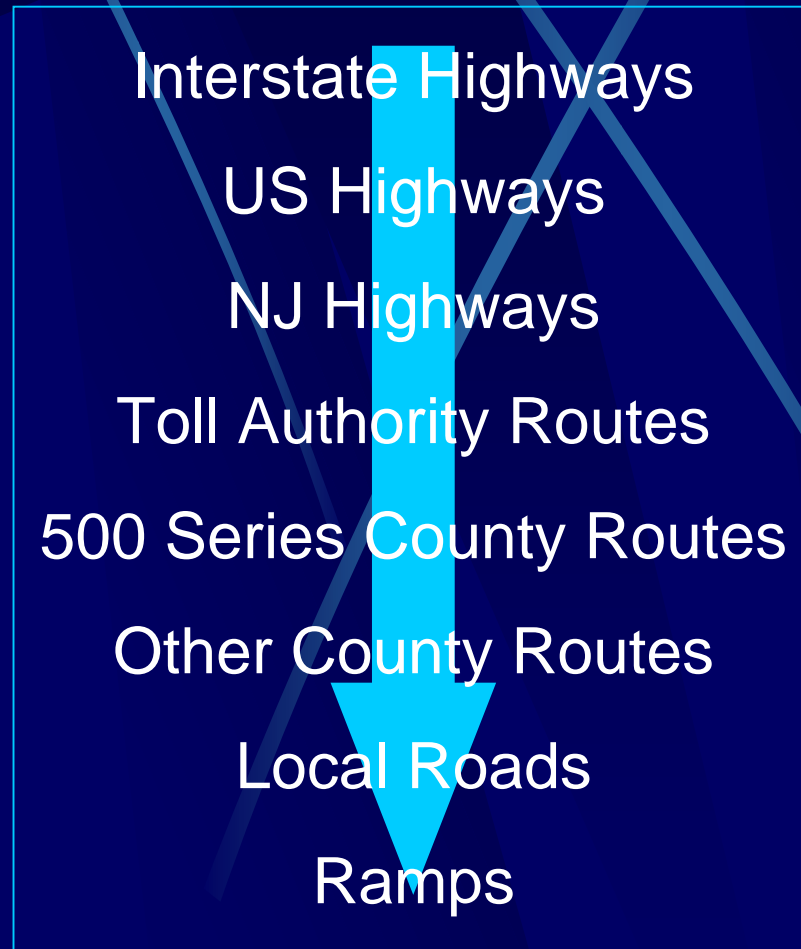 Interstate Highways
US Highways
NJ Highways
Toll Authority Routes
500 Series County Routes
Other County Routes
Local Roads
Ramps